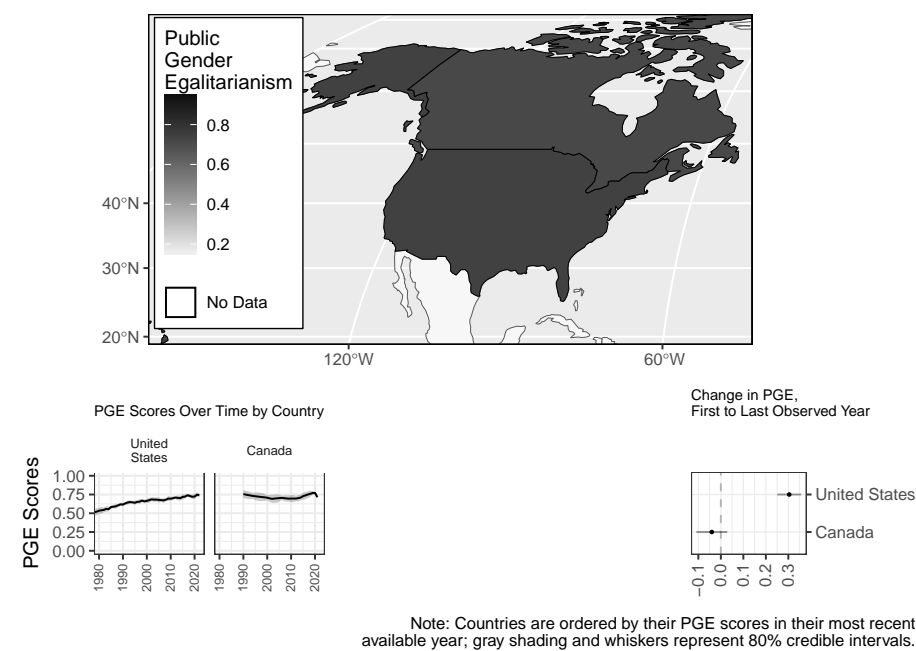 Public
Gender
Egalitarianism
0.8
0.6
0.4
0.2
No Data
40°N
30°N
20°N
120°W
60°W
PGE Scores Over Time by Country
Change in PGE,
First to Last Observed Year
United
States
Canada
PGE Scores
1.00
0.75
0.50
0.25
0.00
1980
1990
2000
2010
2020
1980
1990
2000
2010
2020
United States
Canada
−0.1
0.0
0.1
0.2
0.3
Note: Countries are ordered by their PGE scores in their most recent
available year; gray shading and whiskers represent 80% credible intervals.